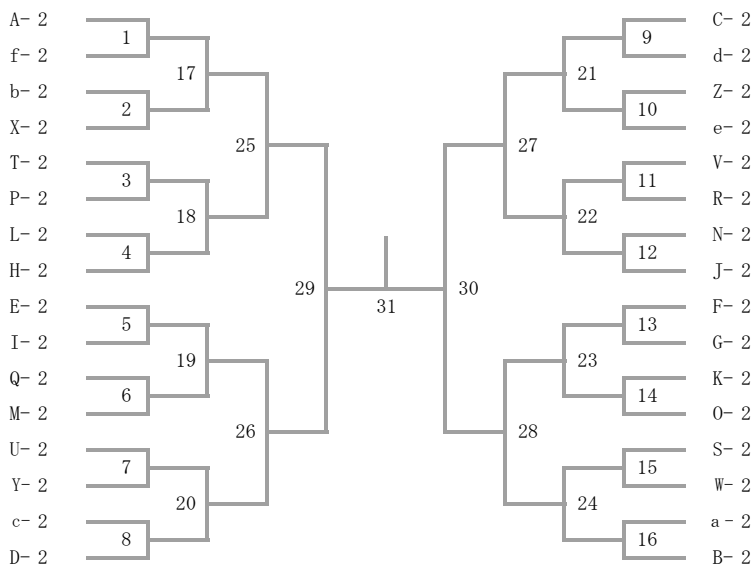 A- 2 C- 2
1 9
f- 2 d- 2
17 21
b- 2 Z- 2
2 10
X- 2 e- 2
25 27
T- 2 V- 2
3 11
P- 2 R- 2
18 22
L- 2 N- 2
4 12
H- 2 J- 2
29 30
31
E- 2 F- 2
5 13
I- 2 G- 2
19 23
Q- 2 K- 2
6 14
M- 2 O- 2
26 28
U- 2 S- 2
7 15
Y- 2 W- 2
20 24
c- 2 a- 2
8 16
D- 2 B- 2